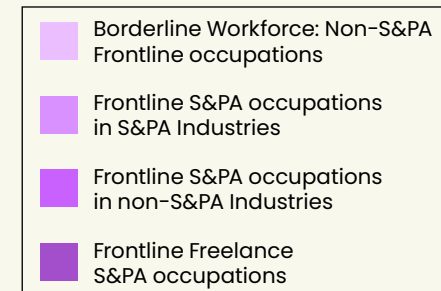 Borderline Workforce: Non-S&PA
Frontline occupations
Frontline S&PA occupations
in S&PA Industries
Frontline S&PA occupations
in non-S&PA Industries
Frontline Freelance
S&PA occupations